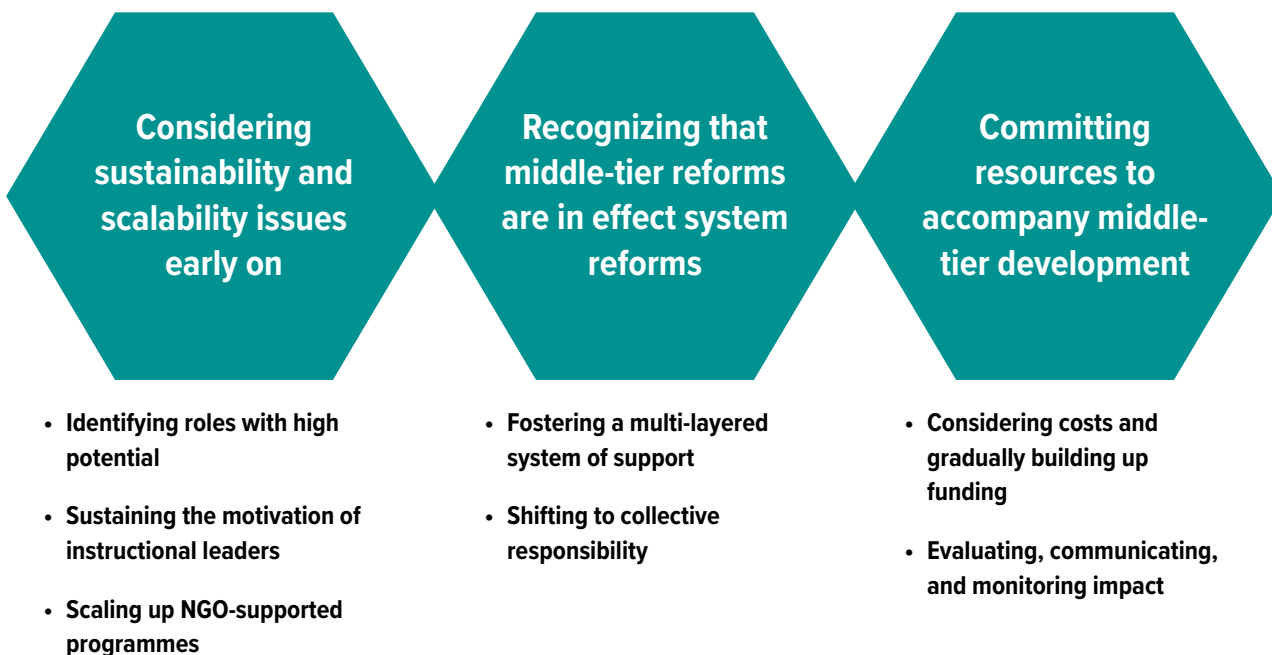 Considering
sustainability and
scalability issues
early on
Recognizing that
middle-tier reforms
are in effect system
reforms
Committing
resources to
accompany middle-
tier development
• Identifying roles with high
potential
• Sustaining the motivation of
instructional leaders
• Scaling up NGO-supported
programmes
• Fostering a multi-layered
system of support
• Shifting to collective
responsibility
• Considering costs and
gradually building up
funding
• Evaluating, communicating,
and monitoring impact